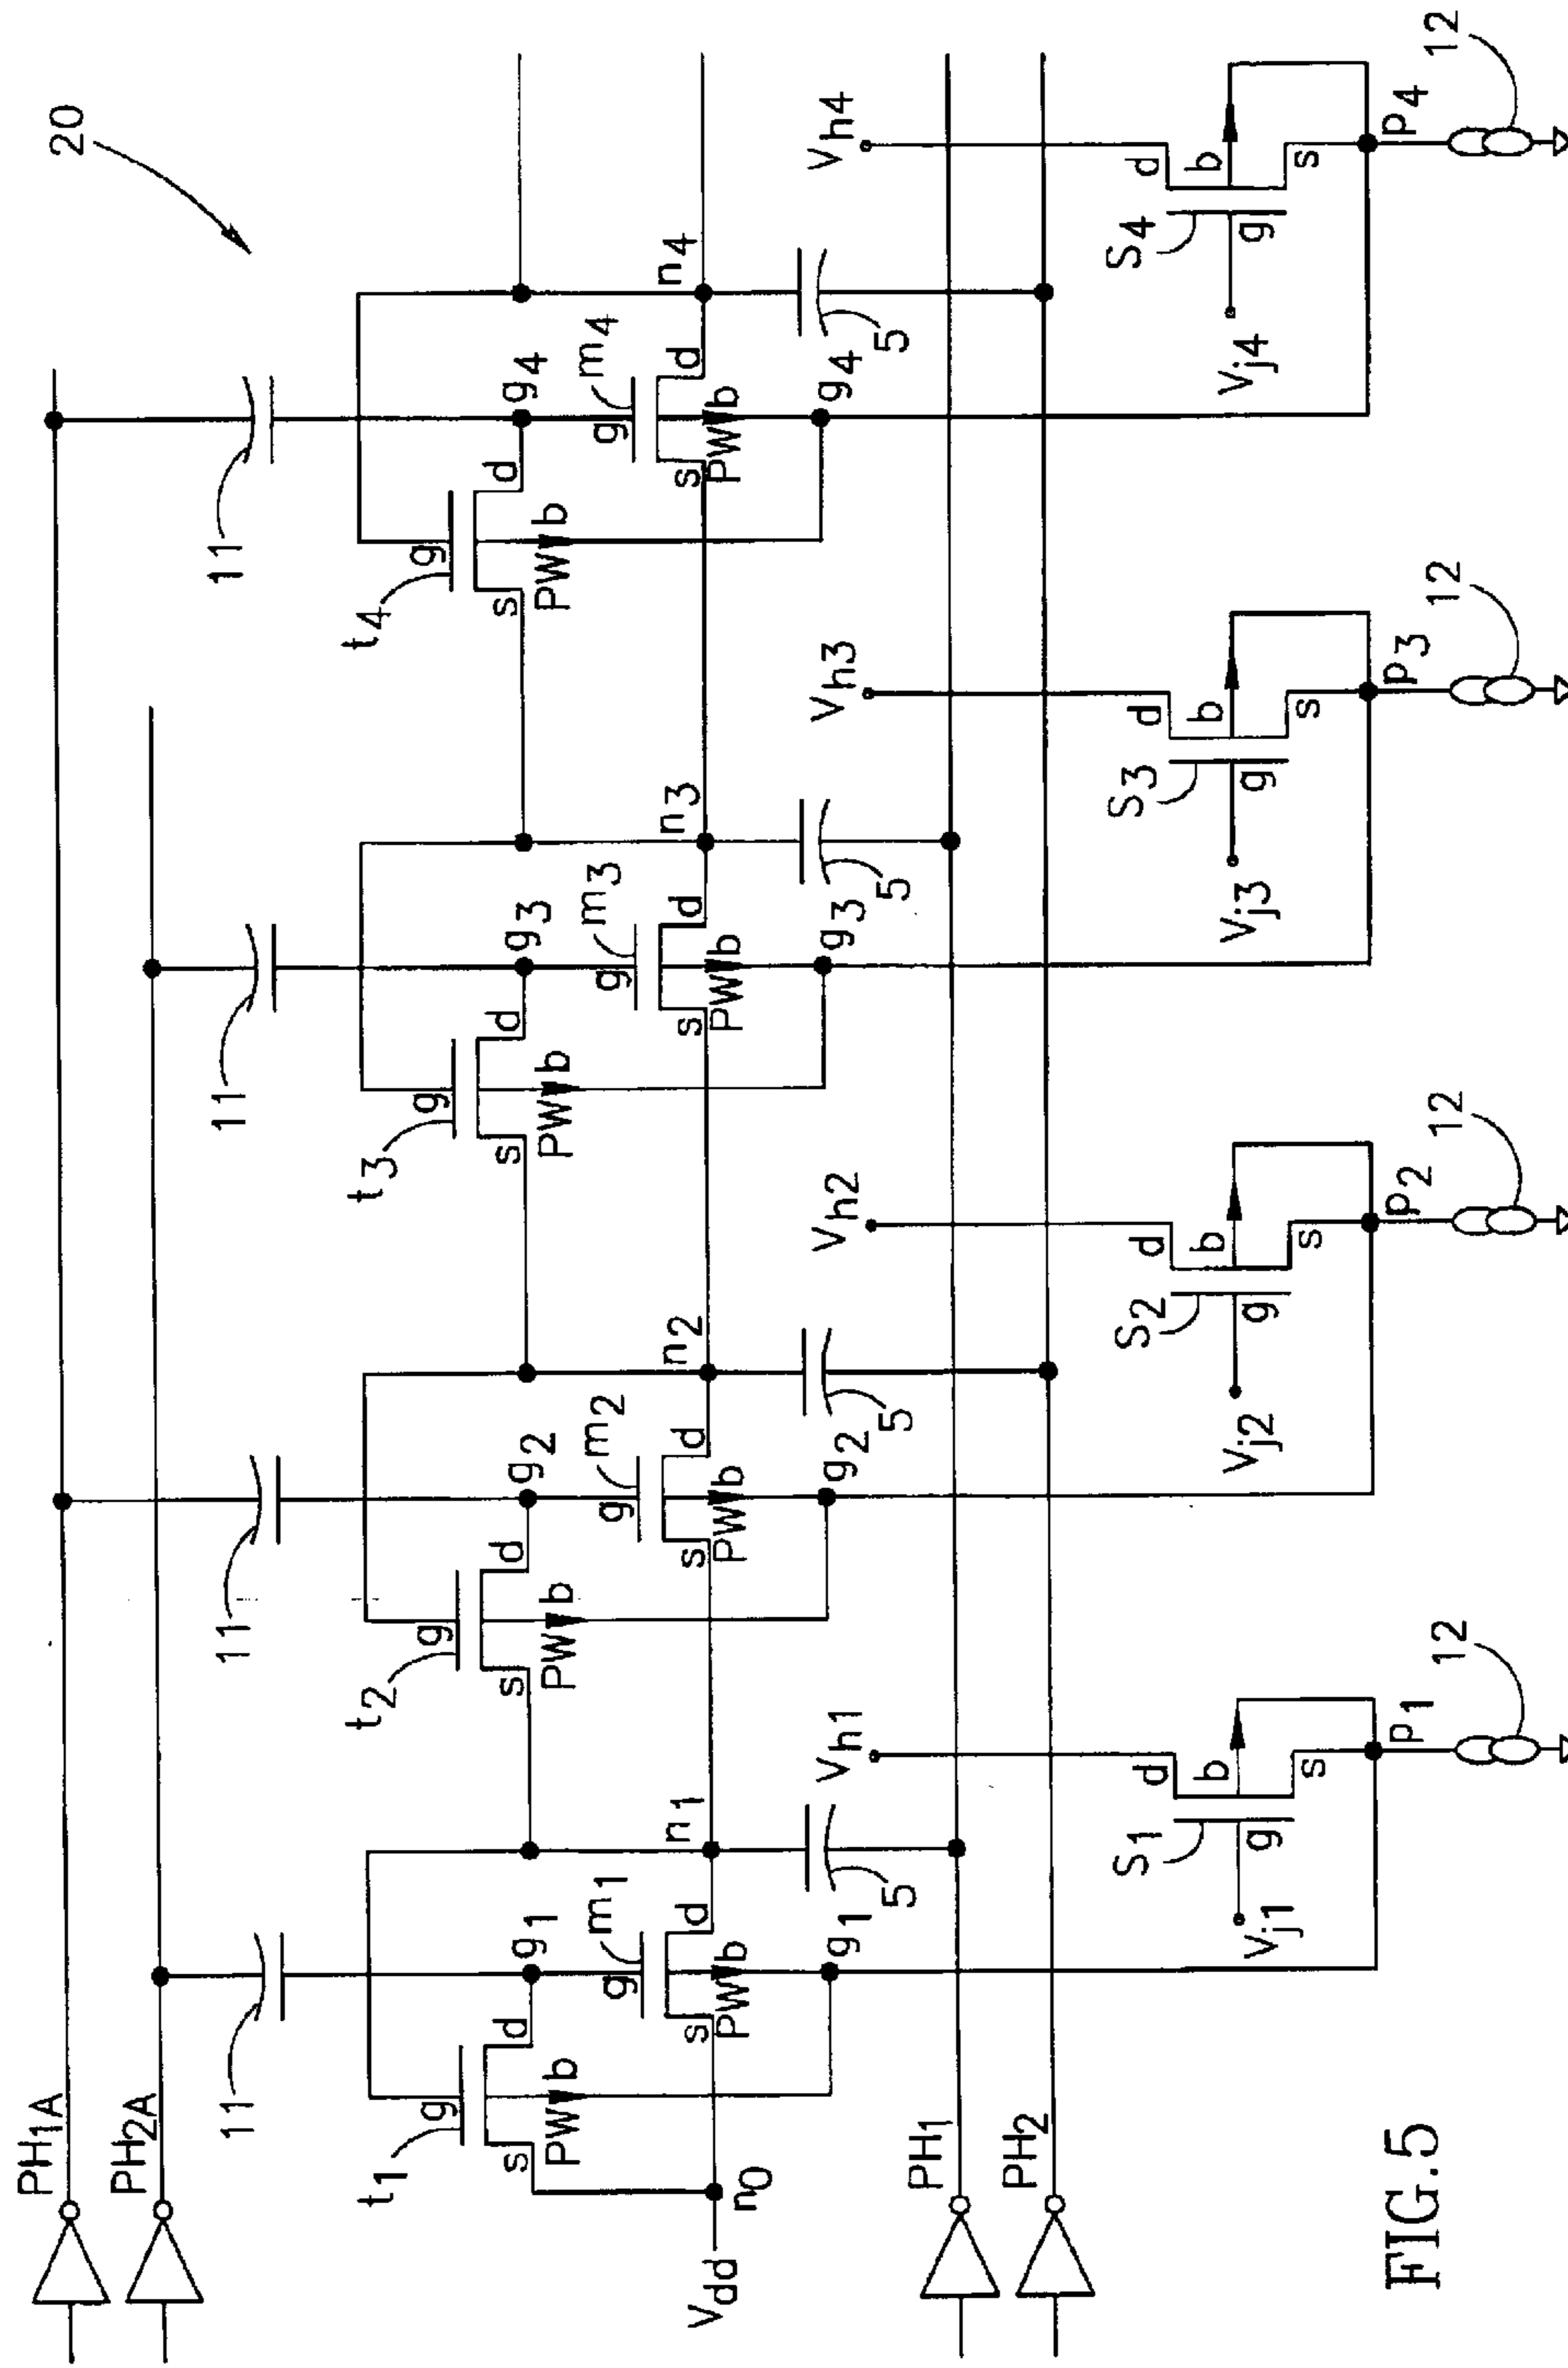 20
PH1A
PH2A
11
11
11
11
t1
g
s
d
PW
b
g1
t2
g
s
d
PW
b
g2
t3
g
s
d
PW
b
g3
t4
g
s
d
PW
b
g4
Vdd
n0
m1
g
s
d
PW
b
n1
m2
g
s
d
PW
b
n2
m3
g
s
d
PW
b
n3
m4
g
s
d
PW
b
n4
g1
5
g2
5
g3
5
g4
5
PH1
PH2
Vh1
Vh2
Vh3
Vh4
Vj1
S1
g
d
b
s
Vj2
S2
g
d
b
s
Vj3
S3
g
d
b
s
Vj4
S4
g
d
b
s
p1
p2
p3
p4
12
12
12
12
FIG.5